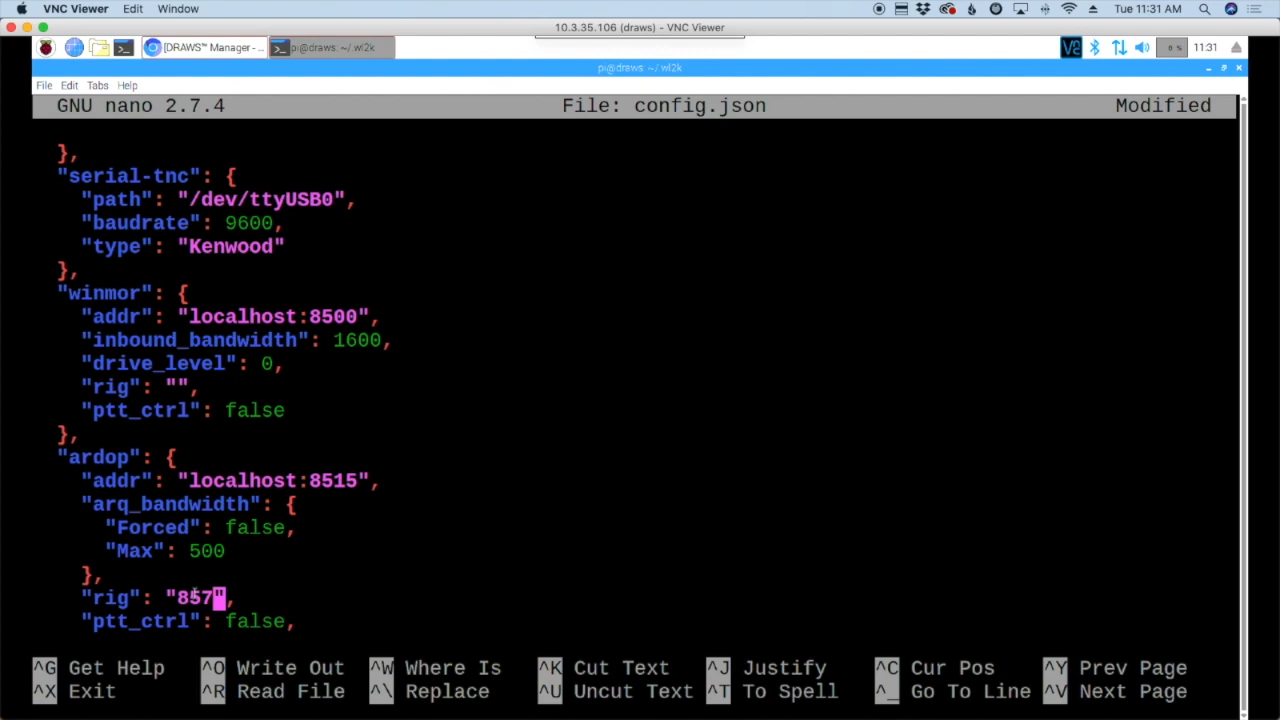 VNC Viewer Edit Window Tue 11:31 AM
10.3.35.106 (draws) - VNC Viewer
[DRAWS™ Manager - ... pi@draws: ~/.wl2k 11:31
pi@draws: ~/.wl2k
File Edit Tabs Help
GNU nano 2.7.4 File: config.json Modified
},
"serial-tnc": {
"path": "/dev/ttyUSB0",
"baudrate": 9600,
"type": "Kenwood"
},
"winmor": {
"addr": "localhost:8500",
"inbound_bandwidth": 1600,
"drive_level": 0,
"rig": "",
"ptt_ctrl": false
},
"ardop": {
"addr": "localhost:8515",
"arq_bandwidth": {
"Forced": false,
"Max": 500
},
"rig": "857",
"ptt_ctrl": false,
^G Get Help ^O Write Out ^W Where Is ^K Cut Text ^J Justify ^C Cur Pos ^Y Prev Page
^X Exit ^R Read File ^\ Replace ^U Uncut Text ^T To Spell ^_ Go To Line ^V Next Page